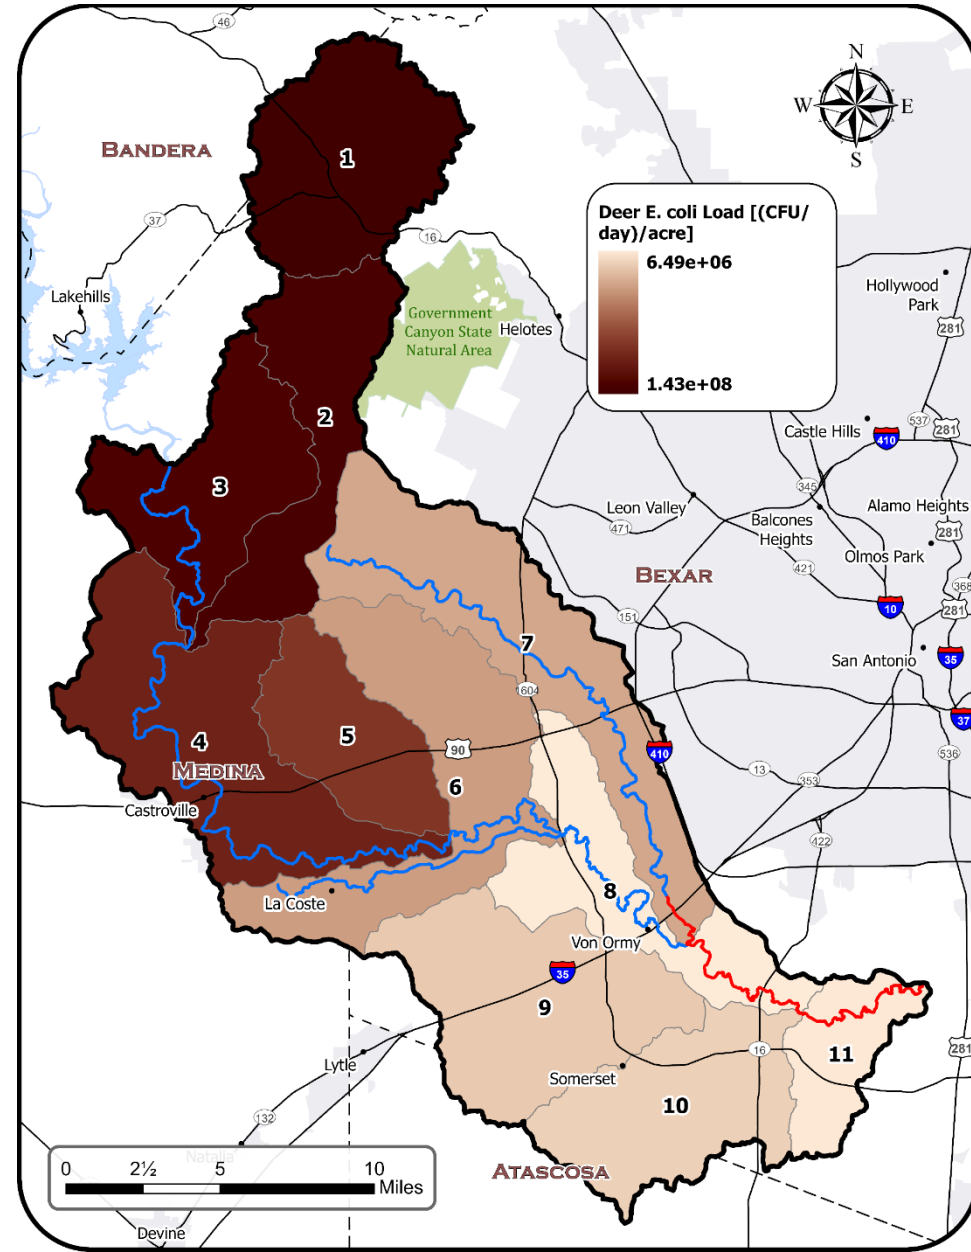 46
N
W
E
S
BANDERA
1
37
16
Deer E. coli Load [(CFU/
day)/acre]
6.49e+06
1.43e+08
Lakehills
Government
Canyon State
Natural Area
Helotes
Hollywood
Park
281
2
Castle Hills
537
281
410
3
345
Leon Valley
471
Balcones
Heights
Alamo Heights
281
Olmos Park
421
BEXAR
368
10
281
151
7
San Antonio
35
1604
37
4
5
90
410
536
MEDINA
13
353
6
Castroville
422
8
La Coste
Von Ormy
35
9
11
281
16
Lytle
Somerset
10
132
Natalia
0
2½
5
10
Miles
ATASCOSA
Devine